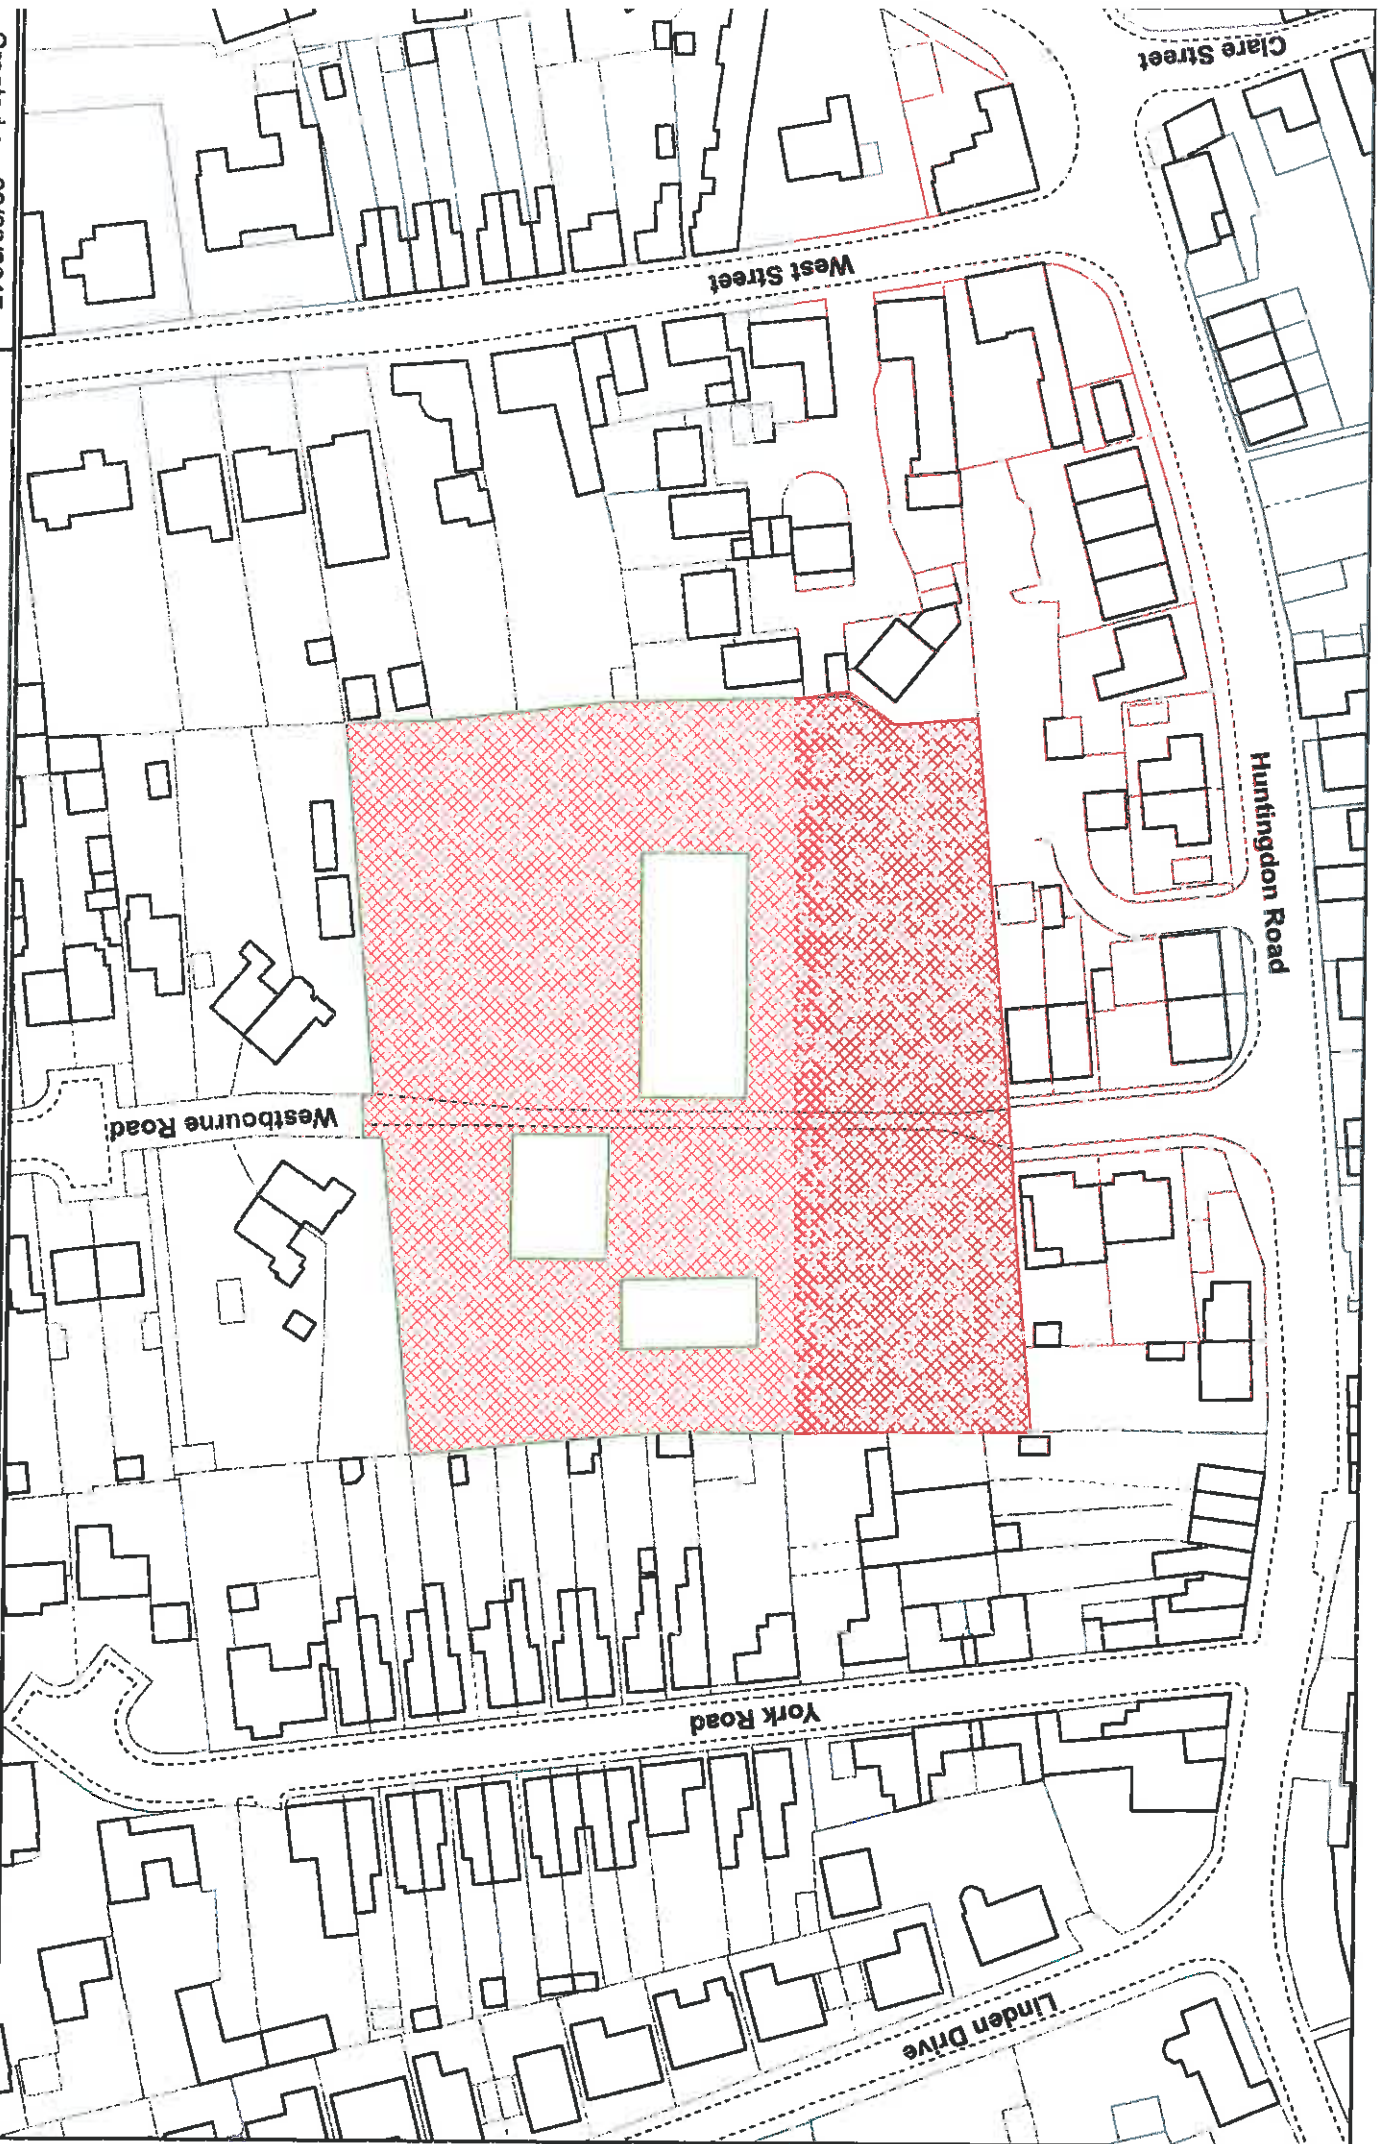 Clare Street
West Street
Huntingdon Road
Westbourne Road
York Road
Linden Drive